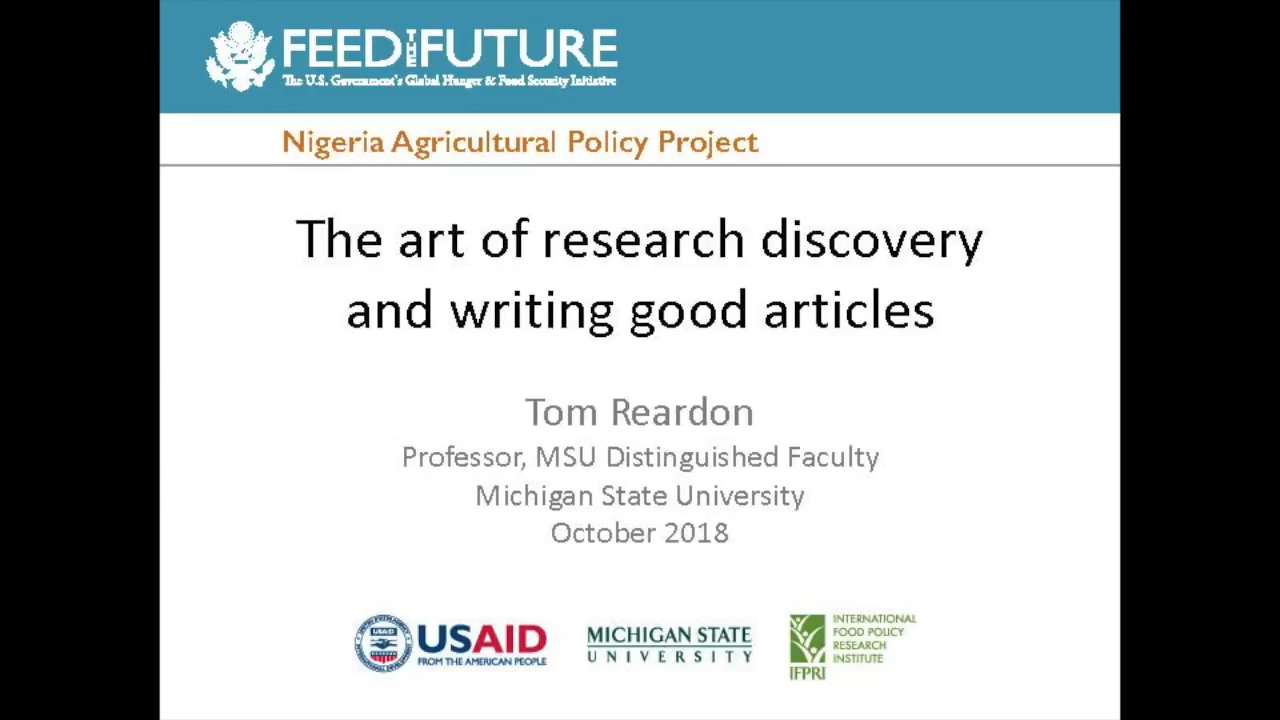 FEED THE FUTURE
The U.S. Government's Global Hunger & Food Security Initiative
Nigeria Agricultural Policy Project
The art of research discovery
and writing good articles
Tom Reardon
Professor, MSU Distinguished Faculty
Michigan State University
October 2018
USAID
USAID
FROM THE AMERICAN PEOPLE
MICHIGAN STATE
UNIVERSITY
IFPRI
INTERNATIONAL
FOOD POLICY
RESEARCH
INSTITUTE